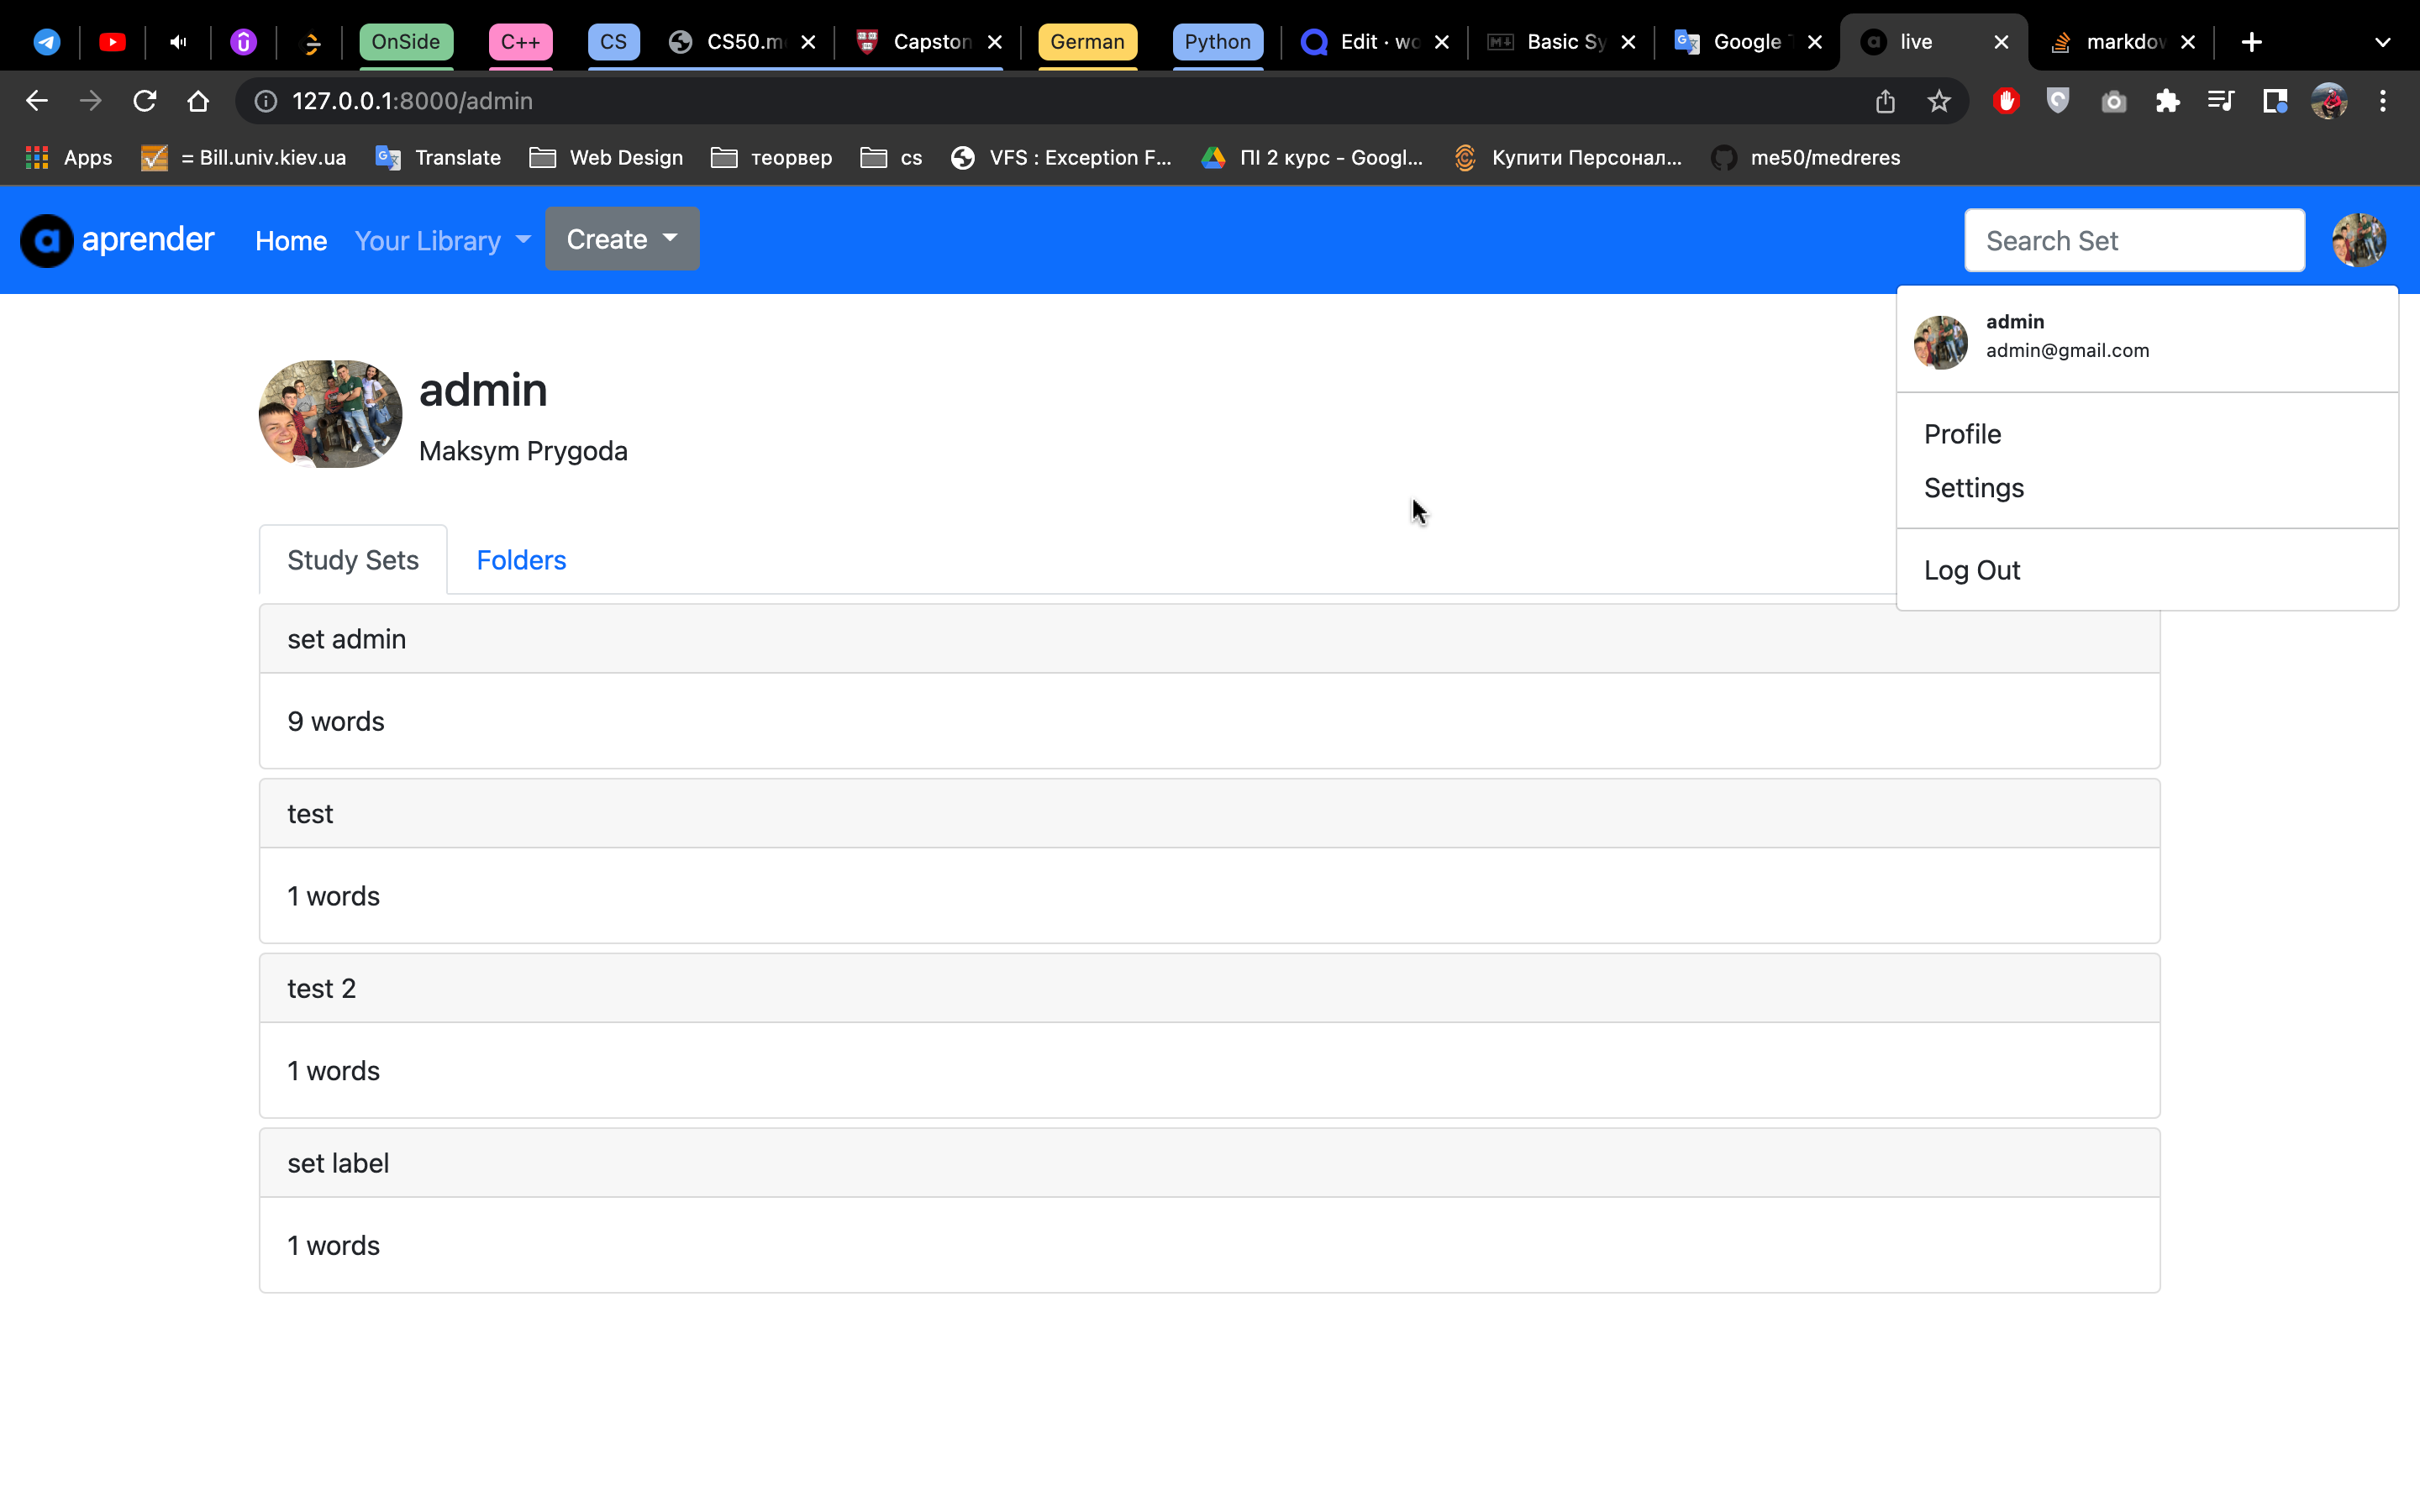 OnSide C++ CS CS50.m Capston German Python Edit · wo Basic Sy Google live markdov
127.0.0.1:8000/admin
Apps = Bill.univ.kiev.ua Translate Web Design теорвер cs VFS : Exception F... ПІ 2 курс - Googl... Купити Персонал... me50/medreres
aprender Home Your Library Create Search Set
admin
admin@gmail.com
Profile
Settings
Log Out
admin
Maksym Prygoda
Study Sets Folders
set admin
9 words
test
1 words
test 2
1 words
set label
1 words